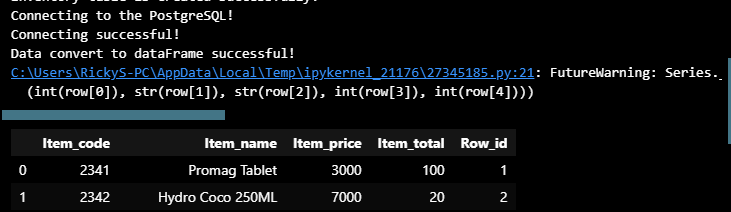 Connecting to the PostgreSQL!
Connecting successful!
Data convert to dataFrame successful!
C:\Users\RickyS-PC\AppData\Local\Temp\ipykernel_21176\27345185.py:21: FutureWarning: Series.
(int(row[0]), str(row[1]), str(row[2]), int(row[3]), int(row[4])))
Item_code Item_name Item_price Item_total Row_id
0 2341 Promag Tablet 3000 100 1
1 2342 Hydro Coco 250ML 7000 20 2